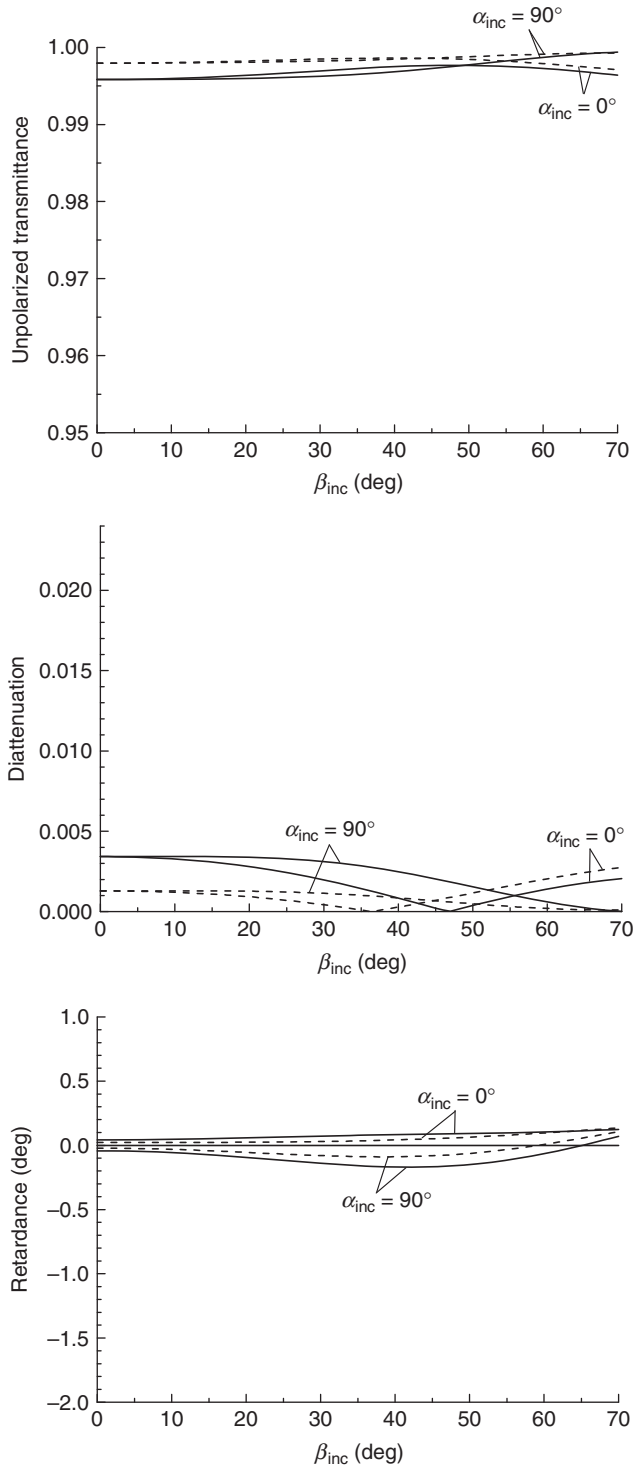 α_inc = 90°
1.00
0.99
α_inc = 0°
0.98
0.97
0.96
0.95
Unpolarized transmittance
0 10 20 30 40 50 60 70
β_inc (deg)
0.020
0.015
0.010
α_inc = 90°
α_inc = 0°
0.005
0.000
Diattenuation
0 10 20 30 40 50 60 70
β_inc (deg)
1.0
0.5
α_inc = 0°
0.0
α_inc = 90°
−0.5
−1.0
−1.5
−2.0
Retardance (deg)
0 10 20 30 40 50 60 70
β_inc (deg)